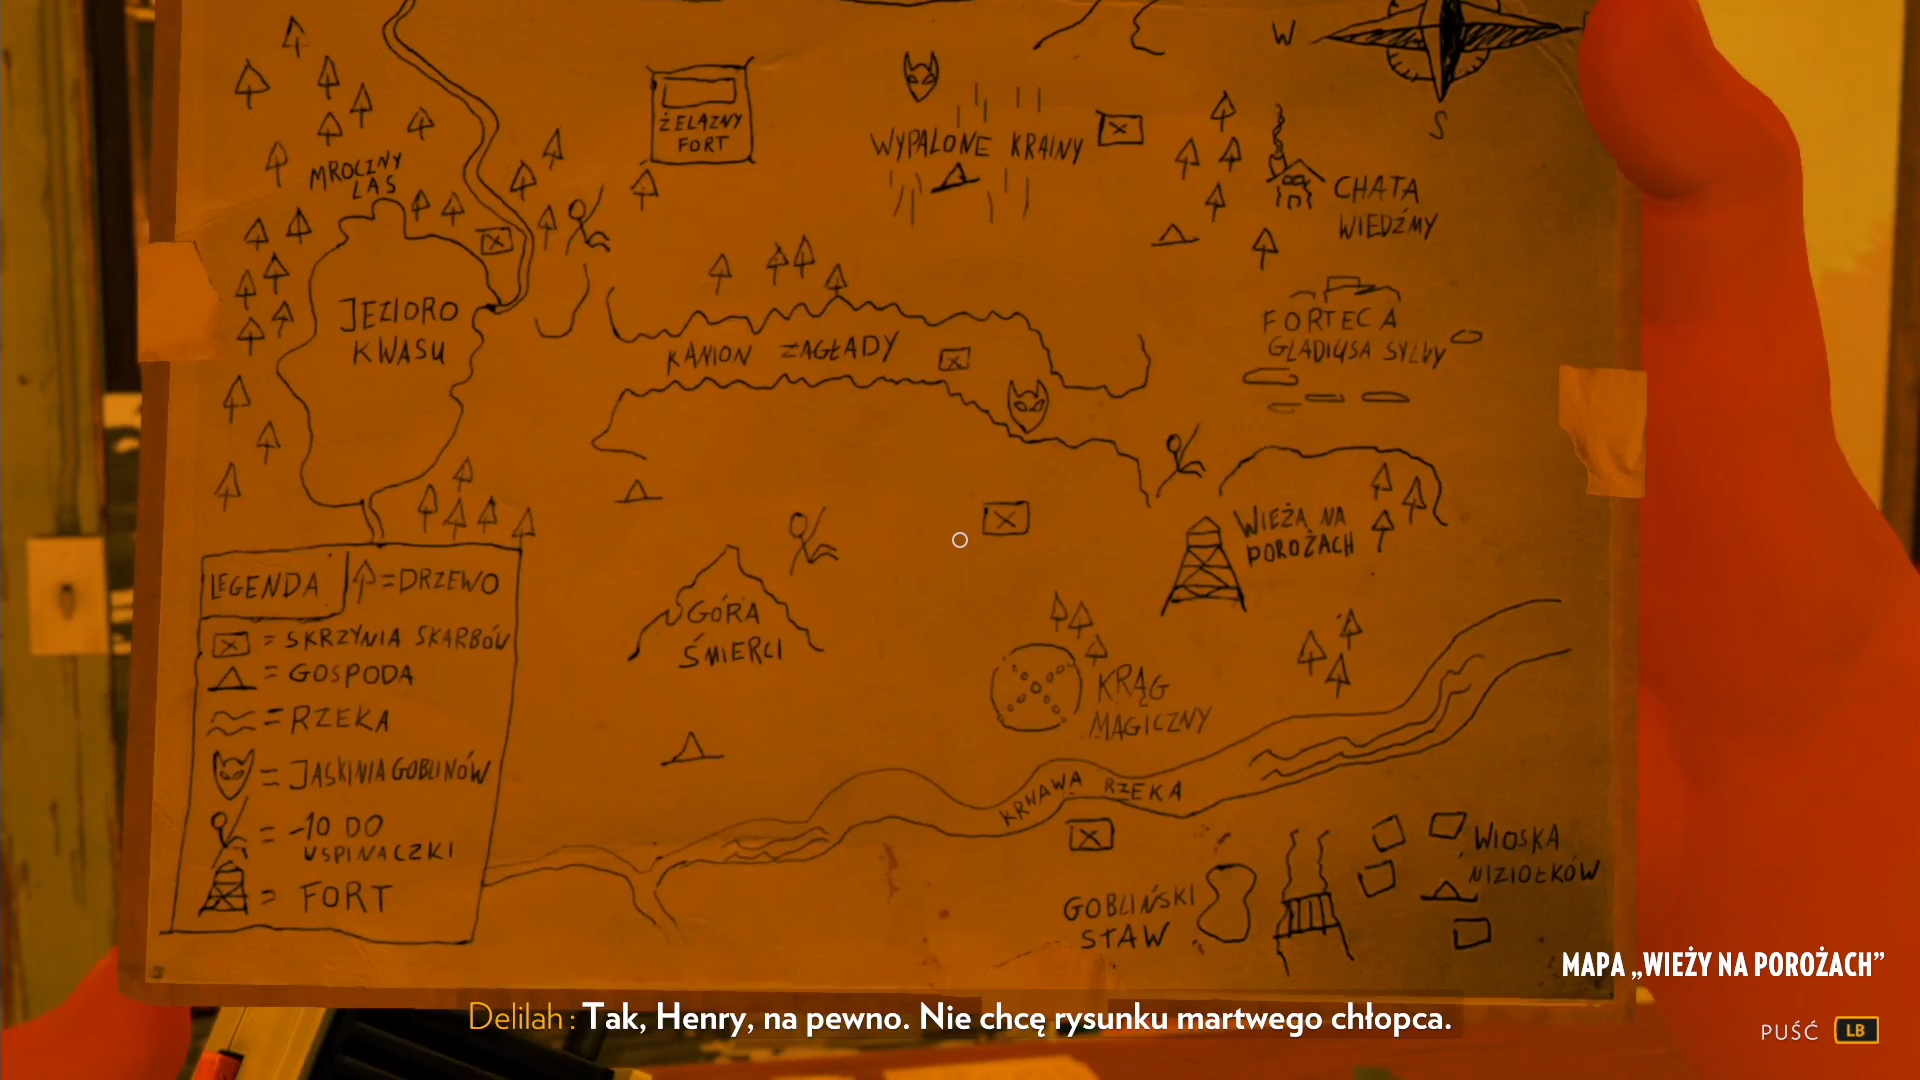 W
S
ŻELAZNY
FORT
WYPALONE KRAINY
MROCZNY
LAS
CHATA
WIEDŹMY
JEZIORO
KWASU
KANION ZAGŁADY
FORTECA
GLADIUSA SYLVY
WIEŻA NA
POROŻACH
GÓRA
ŚMIERCI
KRĄG
MAGICZNY
KRWAWA RZEKA
GOBLIŃSKI
STAW
WIOSKA
NIZIOŁKÓW
LEGENDA
=DRZEWO
= SKRZYNIA SKARBÓW
= GOSPODA
= RZEKA
= JASKINIA GOBLINÓW
= -10 DO
WSPINACZKI
= FORT
MAPA „WIEŻY NA POROŻACH”
Delilah : Tak, Henry, na pewno. Nie chcę rysunku martwego chłopca.
PUŚĆ LB